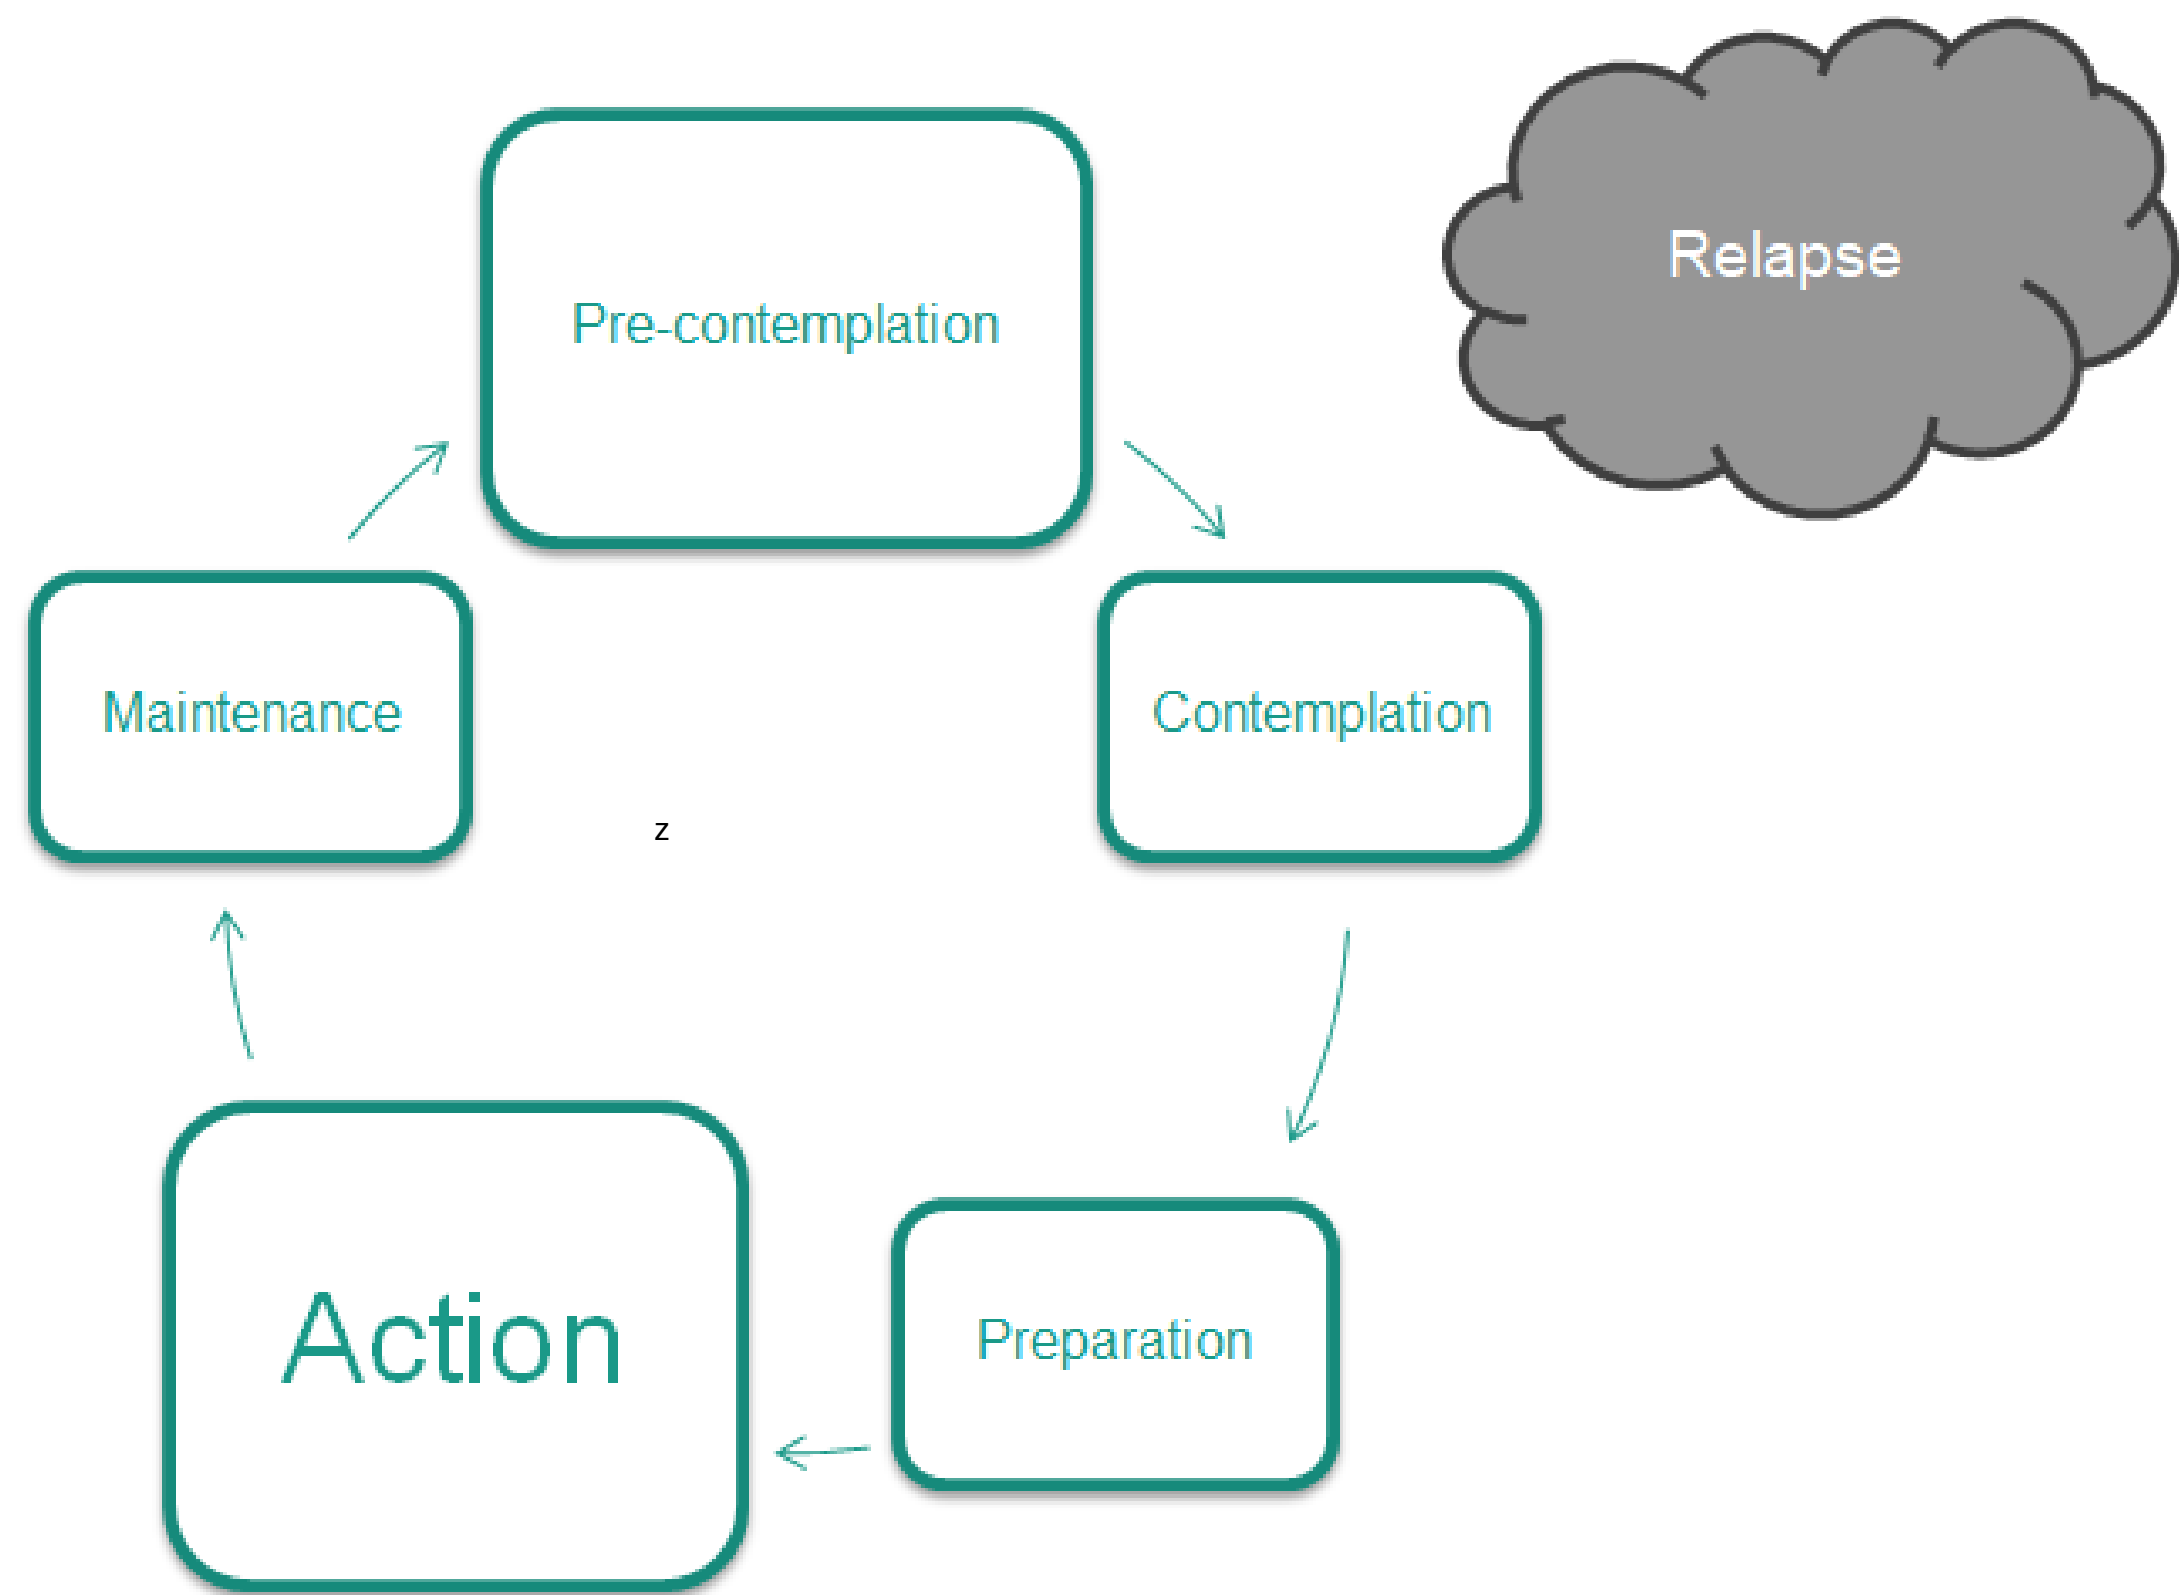 Relapse
Pre-contemplation
Maintenance
Contemplation
z
Action
Preparation